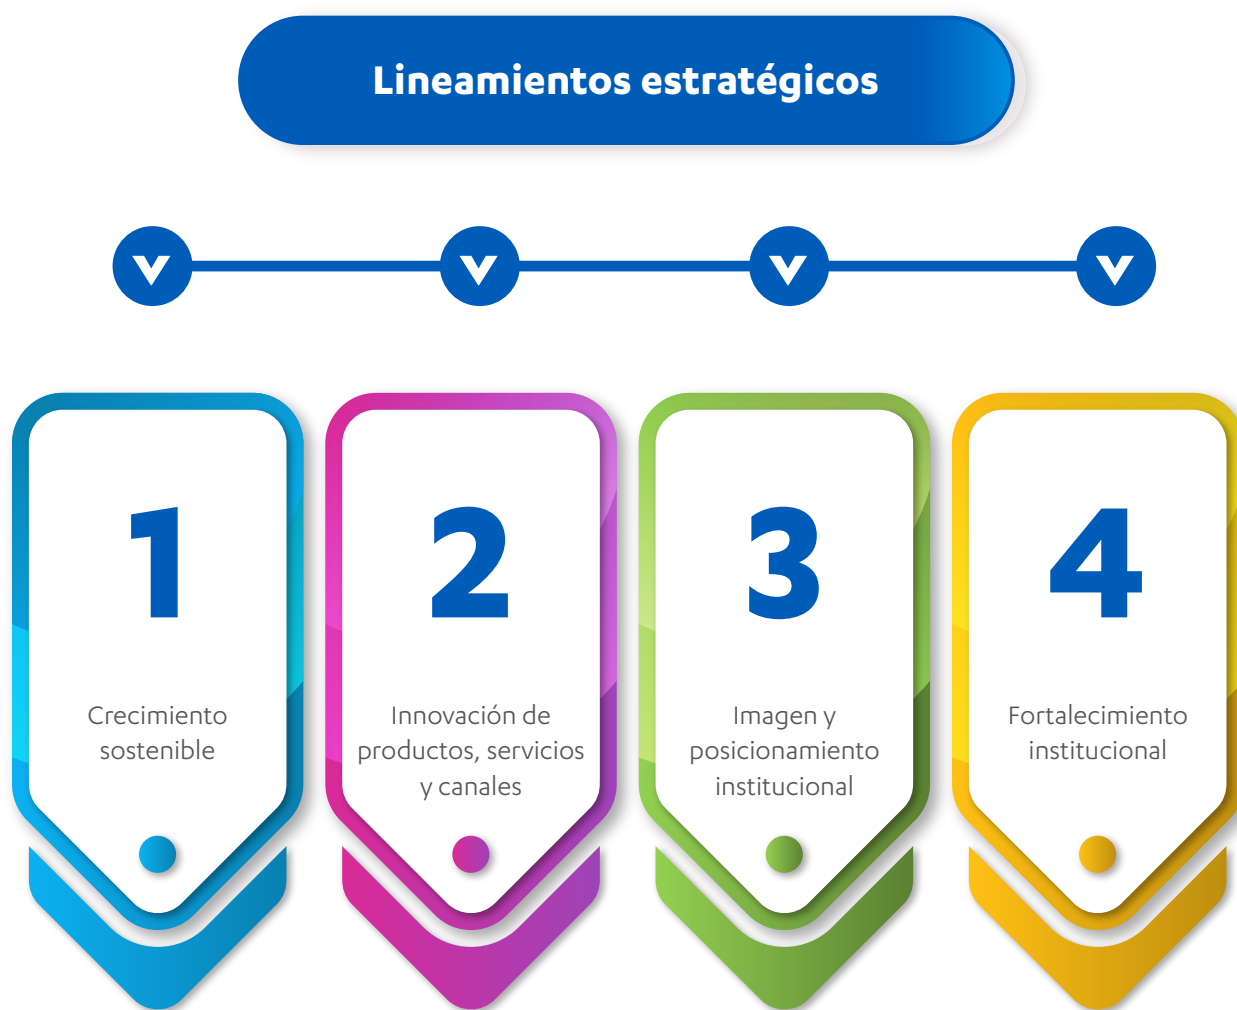 Lineamientos estratégicos
1
Crecimiento
sostenible
2
Innovación de
productos, servicios
y canales
3
Imagen y
posicionamiento
institucional
4
Fortalecimiento
institucional